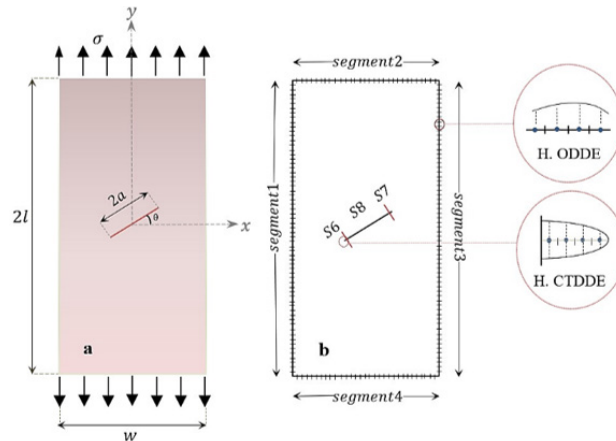 y
σ
2l
2a
θ
x
a
w
segment2
segment1
S6
S8
S7
segment3
b
segment4
H. ODDE
H. CTDDE